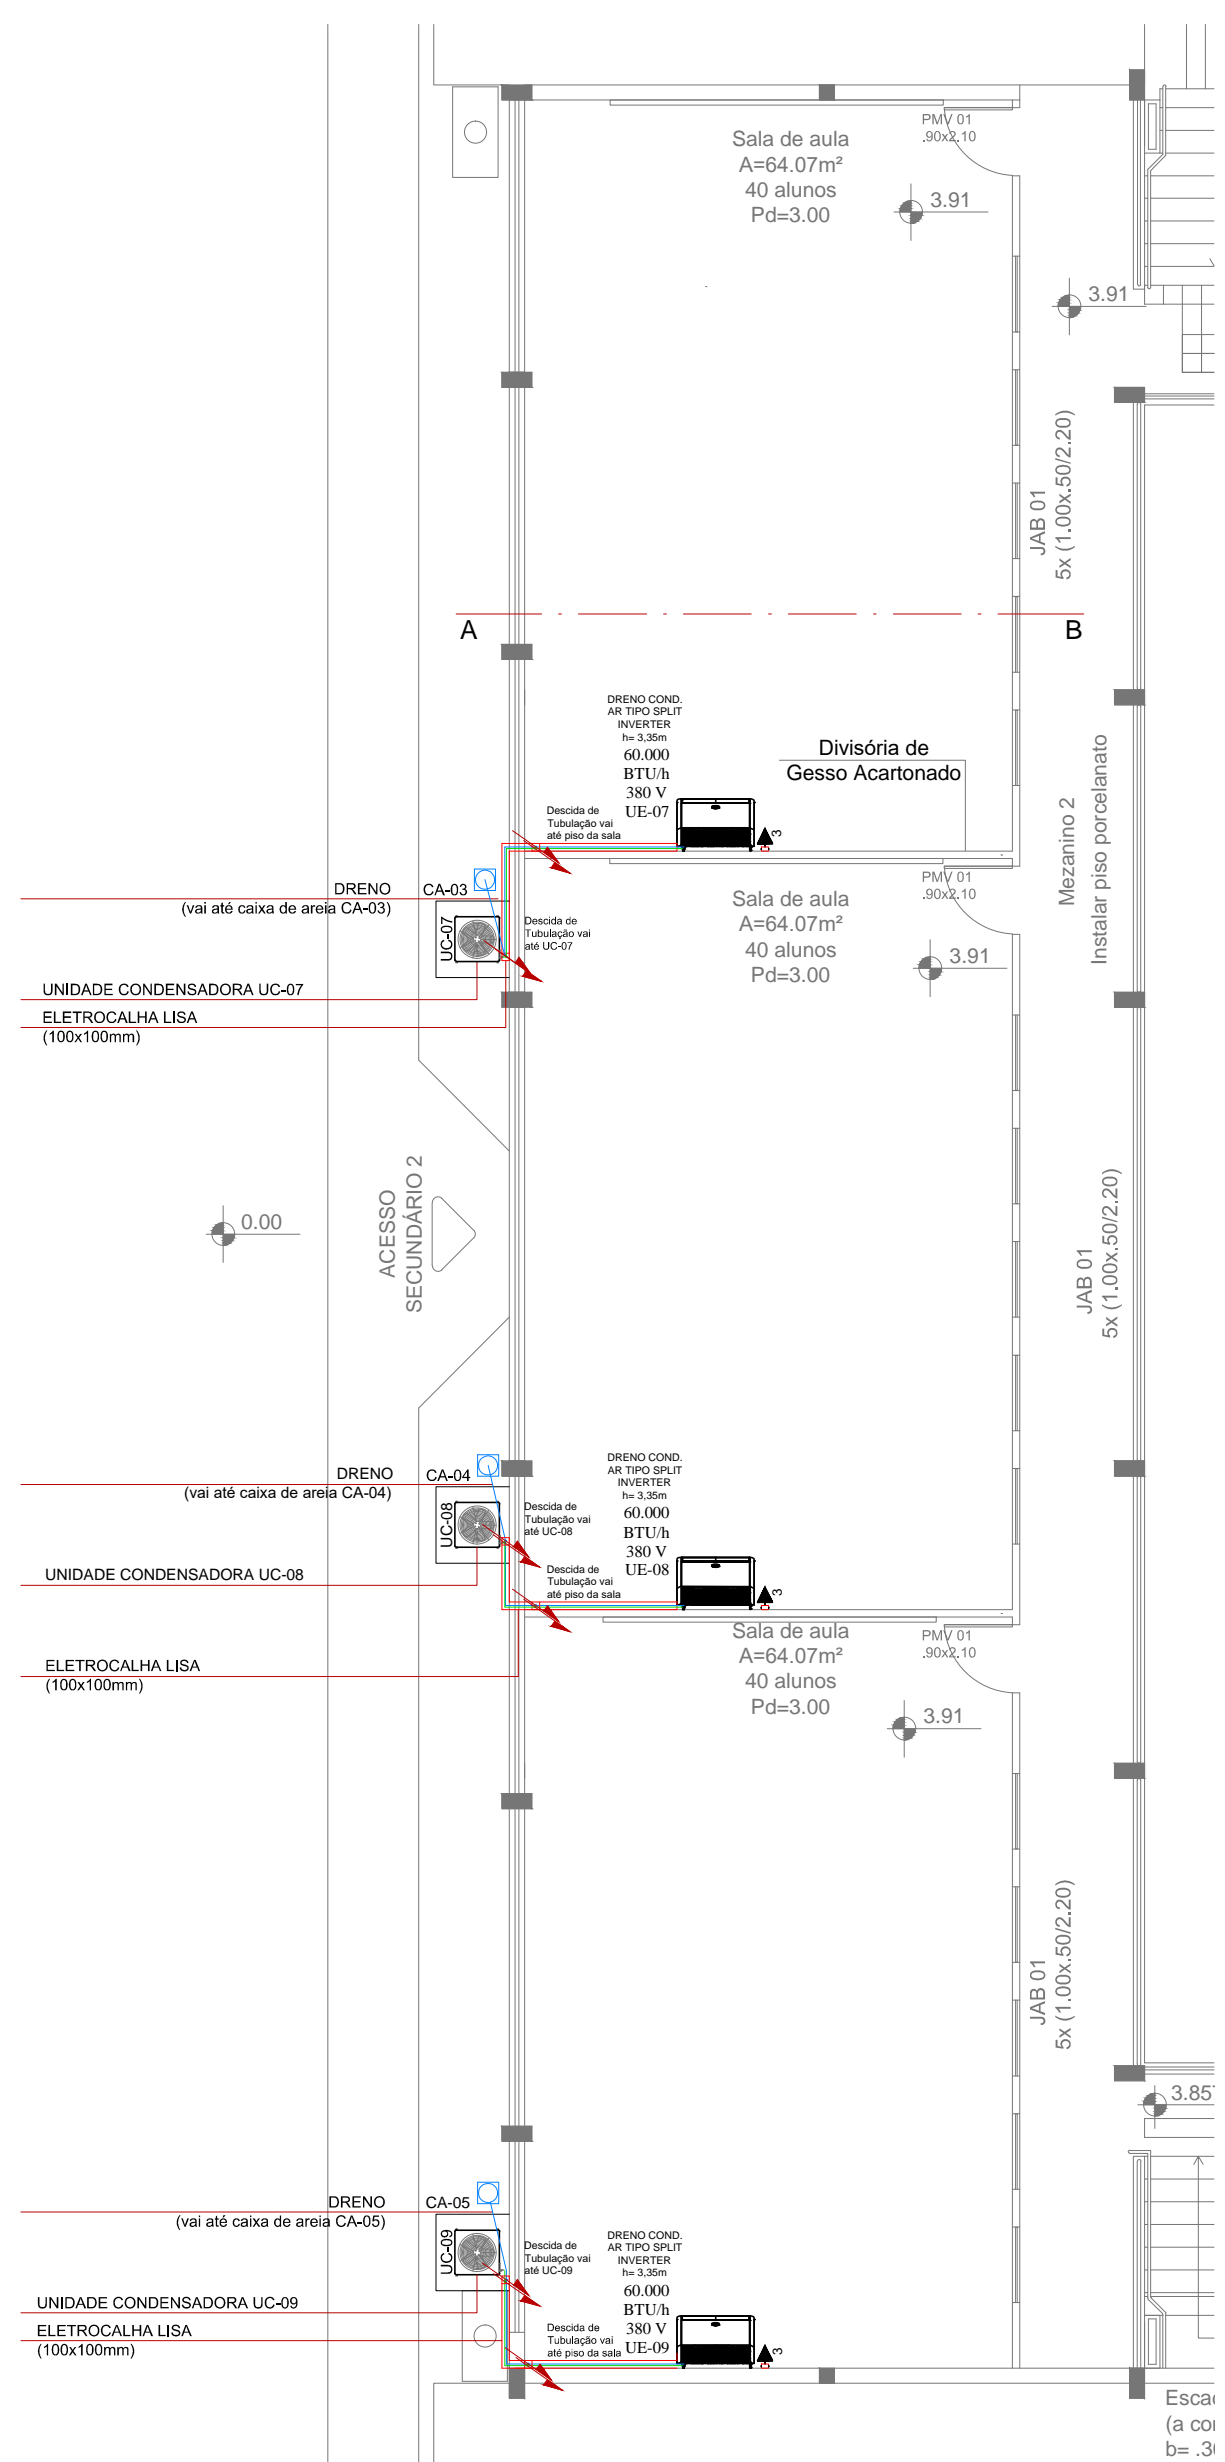 PMV 01
.90x2.10
Sala de aula
A=64.07m²
40 alunos
Pd=3.00
3.91
3.91
JAB 01
5x (1.00x.50/2.20)
A
B
DRENO COND.
AR TIPO SPLIT
INVERTER
h= 3,35m
60.000
BTU/h
380 V
UE-07
Divisória de
Gesso Acartonado
Descida de
Tubulação vai
até piso da sala
3
Mezanino 2
Instalar piso porcelanato
DRENO
(vai até caixa de areia CA-03)
CA-03
UC-07
Descida de
Tubulação vai
até UC-07
PMV 01
.90x2.10
Sala de aula
A=64.07m²
40 alunos
Pd=3.00
3.91
UNIDADE CONDENSADORA UC-07
ELETROCALHA LISA
(100x100mm)
ACESSO
SECUNDÁRIO 2
0.00
JAB 01
5x (1.00x.50/2.20)
DRENO
(vai até caixa de areia CA-04)
CA-04
UC-08
Descida de
Tubulação vai
até UC-08
DRENO COND.
AR TIPO SPLIT
INVERTER
h= 3,35m
60.000
BTU/h
380 V
UE-08
Descida de
Tubulação vai
até piso da sala
3
UNIDADE CONDENSADORA UC-08
ELETROCALHA LISA
(100x100mm)
Sala de aula
A=64.07m²
40 alunos
Pd=3.00
PMV 01
.90x2.10
3.91
JAB 01
5x (1.00x.50/2.20)
3.857
DRENO
(vai até caixa de areia CA-05)
CA-05
UC-09
Descida de
Tubulação vai
até UC-09
DRENO COND.
AR TIPO SPLIT
INVERTER
h= 3,35m
60.000
BTU/h
380 V
UE-09
Descida de
Tubulação vai
até piso da sala
3
UNIDADE CONDENSADORA UC-09
ELETROCALHA LISA
(100x100mm)
(a
b=